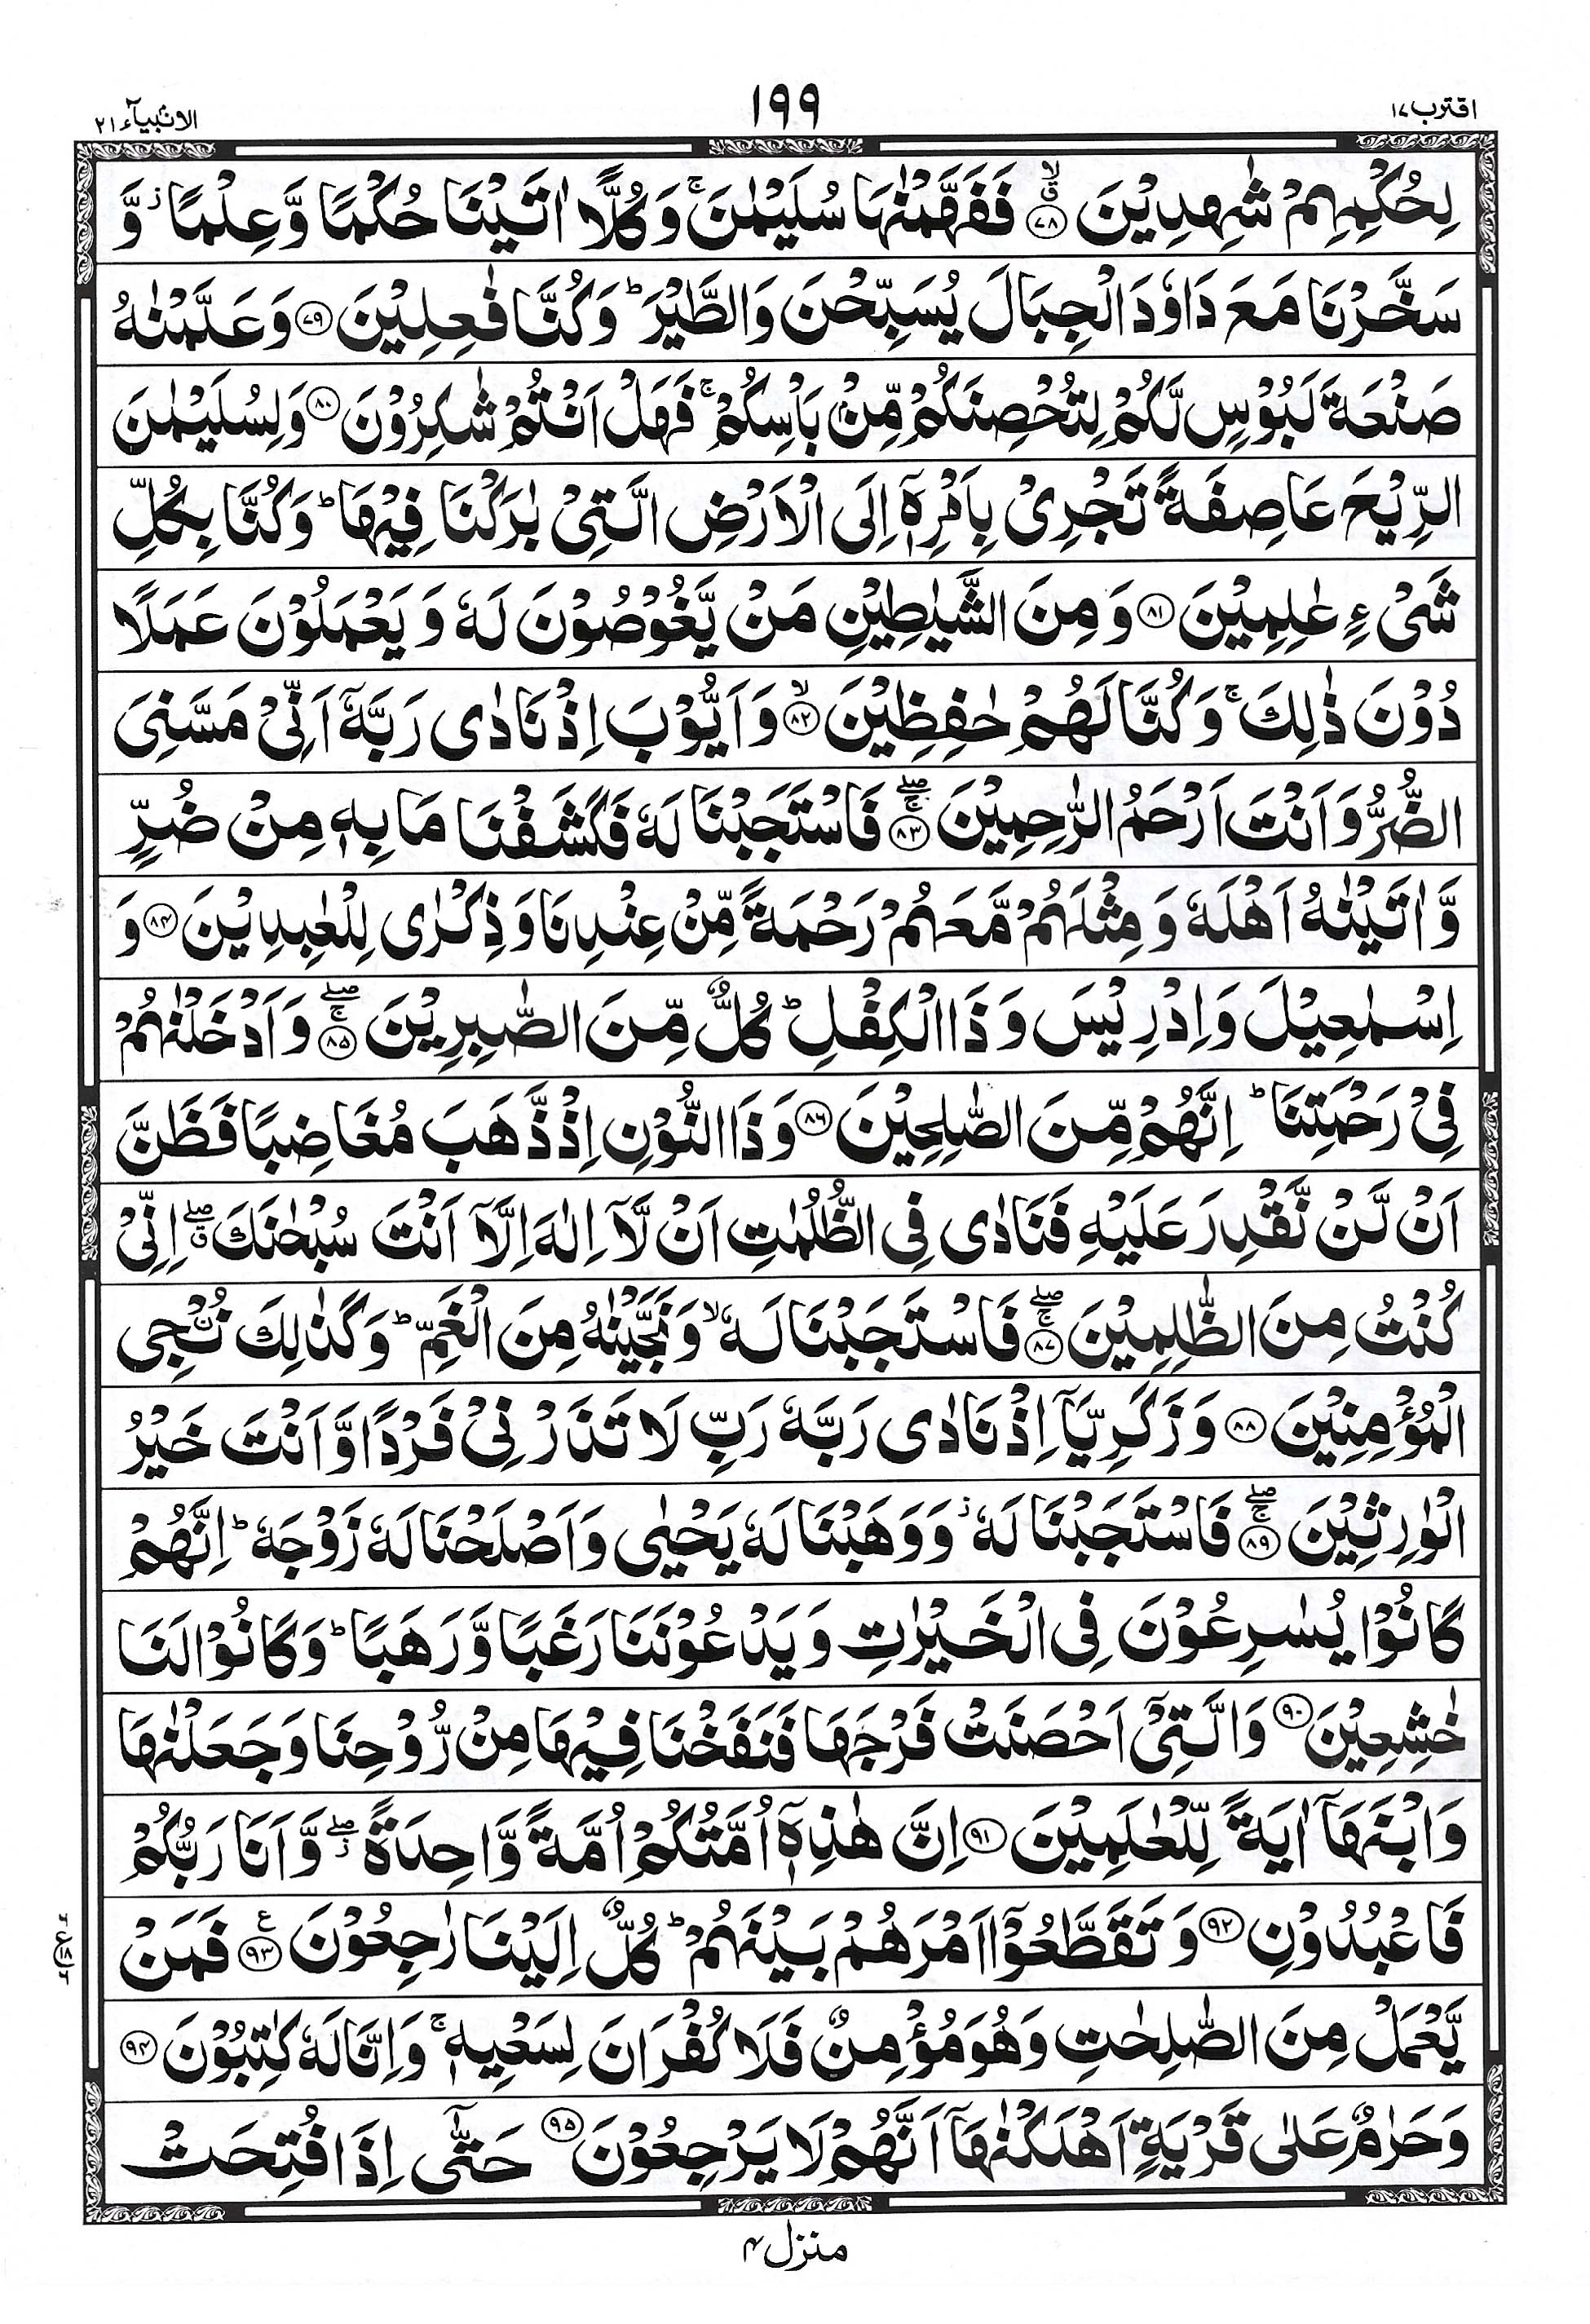 اقترب ١٧
١٩٩
الانبياء ٢١
لِحُكْمِهِمْ شٰهِدِيْنَ ۙ۝٧٨ فَفَهَّمْنٰهَا سُلَيْمٰنَ ۚ وَكُلًّا اٰتَيْنَا حُكْمًا وَّعِلْمًا ؗ وَّ
سَخَّرْنَا مَعَ دَاوٗدَ الْجِبَالَ يُسَبِّحْنَ وَالطَّيْرَ ؕ وَكُنَّا فٰعِلِيْنَ ۝٧٩ وَعَلَّمْنٰهُ
صَنْعَةَ لَبُوْسٍ لَّكُمْ لِتُحْصِنَكُمْ مِّنْۢ بَاْسِكُمْ ۚ فَهَلْ اَنْتُمْ شٰكِرُوْنَ ۝٨٠ وَلِسُلَيْمٰنَ
الرِّيْحَ عَاصِفَةً تَجْرِيْ بِاَمْرِهٖۤ اِلَى الْاَرْضِ الَّتِيْ بٰرَكْنَا فِيْهَا ؕ وَكُنَّا بِكُلِّ
شَيْءٍ عٰلِمِيْنَ ۝٨١ وَمِنَ الشَّيٰطِيْنِ مَنْ يَّغُوْصُوْنَ لَهٗ وَيَعْمَلُوْنَ عَمَلًا
دُوْنَ ذٰلِكَ ۚ وَكُنَّا لَهُمْ حٰفِظِيْنَ ۙ۝٨٢ وَاَيُّوْبَ اِذْ نَادٰى رَبَّهٗۤ اَنِّيْ مَسَّنِيَ
الضُّرُّ وَاَنْتَ اَرْحَمُ الرّٰحِمِيْنَ ۚۖ۝٨٣ فَاسْتَجَبْنَا لَهٗ فَكَشَفْنَا مَا بِهٖ مِنْ ضُرٍّ
وَّاٰتَيْنٰهُ اَهْلَهٗ وَمِثْلَهُمْ مَّعَهُمْ رَحْمَةً مِّنْ عِنْدِنَا وَذِكْرٰى لِلْعٰبِدِيْنَ ۝٨٤ وَ
اِسْمٰعِيْلَ وَاِدْرِيْسَ وَذَا الْكِفْلِ ؕ كُلٌّ مِّنَ الصّٰبِرِيْنَ ۚۖ۝٨٥ وَاَدْخَلْنٰهُمْ
فِيْ رَحْمَتِنَا ؕ اِنَّهُمْ مِّنَ الصّٰلِحِيْنَ ۝٨٦ وَذَا النُّوْنِ اِذْ ذَّهَبَ مُغَاضِبًا فَظَنَّ
اَنْ لَّنْ نَّقْدِرَ عَلَيْهِ فَنَادٰى فِي الظُّلُمٰتِ اَنْ لَّاۤ اِلٰهَ اِلَّاۤ اَنْتَ سُبْحٰنَكَ ۖۗ اِنِّيْ
كُنْتُ مِنَ الظّٰلِمِيْنَ ۚۖ۝٨٧ فَاسْتَجَبْنَا لَهٗ ۙ وَنَجَّيْنٰهُ مِنَ الْغَمِّ ؕ وَكَذٰلِكَ نُـْۨجِي
الْمُؤْمِنِيْنَ ۝٨٨ وَزَكَرِيَّاۤ اِذْ نَادٰى رَبَّهٗ رَبِّ لَا تَذَرْنِيْ فَرْدًا وَّاَنْتَ خَيْرُ
الْوٰرِثِيْنَ ۚۖ۝٨٩ فَاسْتَجَبْنَا لَهٗ ؗ وَوَهَبْنَا لَهٗ يَحْيٰى وَاَصْلَحْنَا لَهٗ زَوْجَهٗ ؕ اِنَّهُمْ
كَانُوْا يُسٰرِعُوْنَ فِي الْخَيْرٰتِ وَيَدْعُوْنَنَا رَغَبًا وَّرَهَبًا ؕ وَكَانُوْا لَنَا
خٰشِعِيْنَ ۝٩٠ وَالَّتِيْۤ اَحْصَنَتْ فَرْجَهَا فَنَفَخْنَا فِيْهَا مِنْ رُّوْحِنَا وَجَعَلْنٰهَا
وَابْنَهَاۤ اٰيَةً لِّلْعٰلَمِيْنَ ۝٩١ اِنَّ هٰذِهٖۤ اُمَّتُكُمْ اُمَّةً وَّاحِدَةً ۖؗ وَّاَنَا رَبُّكُمْ
فَاعْبُدُوْنِ ۝٩٢ وَتَقَطَّعُوْۤا اَمْرَهُمْ بَيْنَهُمْ ؕ كُلٌّ اِلَيْنَا رٰجِعُوْنَ ۝٩٣ ع فَمَنْ
يَّعْمَلْ مِنَ الصّٰلِحٰتِ وَهُوَ مُؤْمِنٌ فَلَا كُفْرَانَ لِسَعْيِهٖ ۚ وَاِنَّا لَهٗ كٰتِبُوْنَ ۝٩٤
وَحَرٰمٌ عَلٰى قَرْيَةٍ اَهْلَكْنٰهَاۤ اَنَّهُمْ لَا يَرْجِعُوْنَ ۝٩٥ حَتّٰۤى اِذَا فُتِحَتْ
منزل ۴